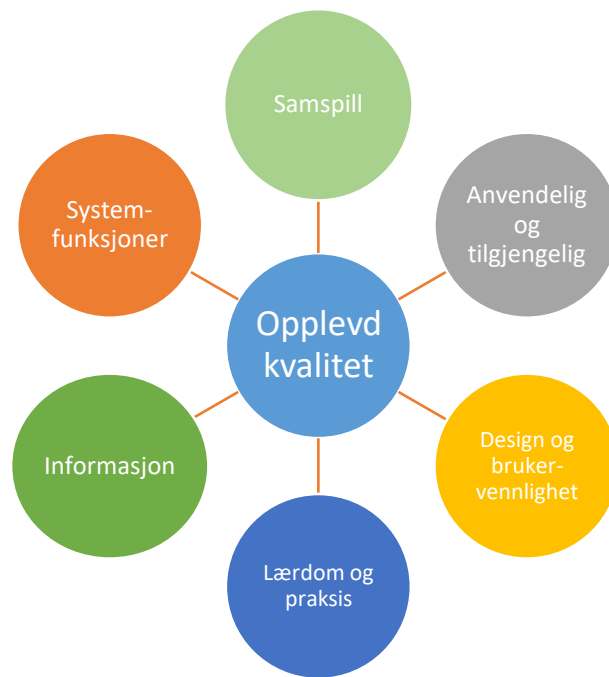 Samspill
System-
funksjoner
Anvendelig
og
tilgjengelig
Opplevd
kvalitet
Informasjon
Design og
bruker-
vennlighet
Lærdom og
praksis